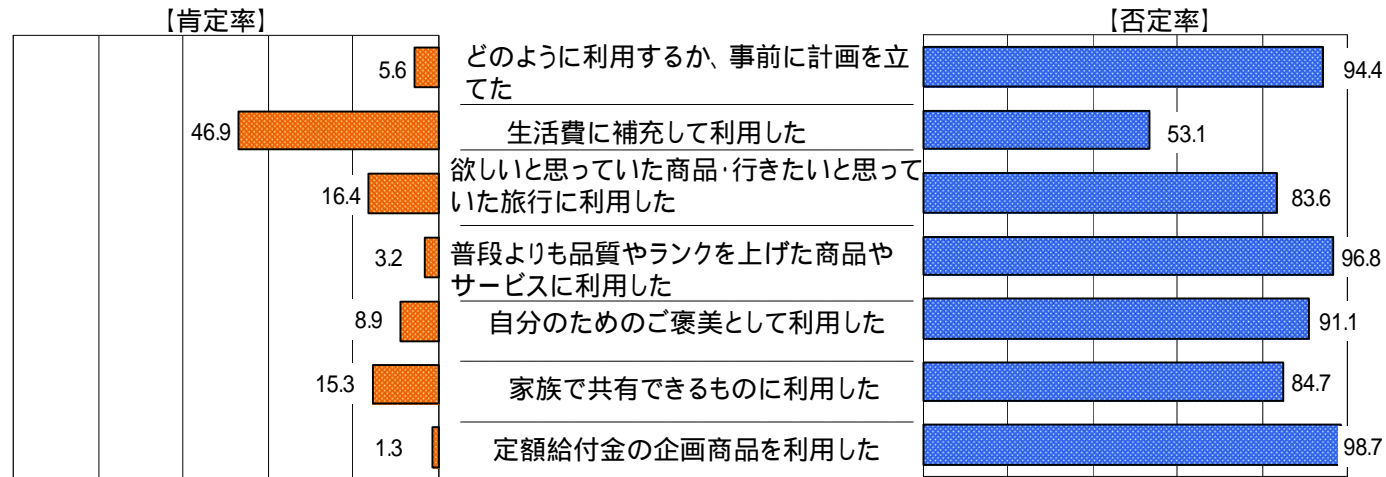 【肯定率】
【否定率】
5.6
どのように利用するか、事前に計画を立
てた
94.4
46.9
生活費に補充して利用した
53.1
16.4
欲しいと思っていた商品・行きたいと思って
いた旅行に利用した
83.6
3.2
普段よりも品質やランクを上げた商品や
サービスに利用した
96.8
8.9
自分のためのご褒美として利用した
91.1
15.3
家族で共有できるものに利用した
84.7
1.3
定額給付金の企画商品を利用した
98.7